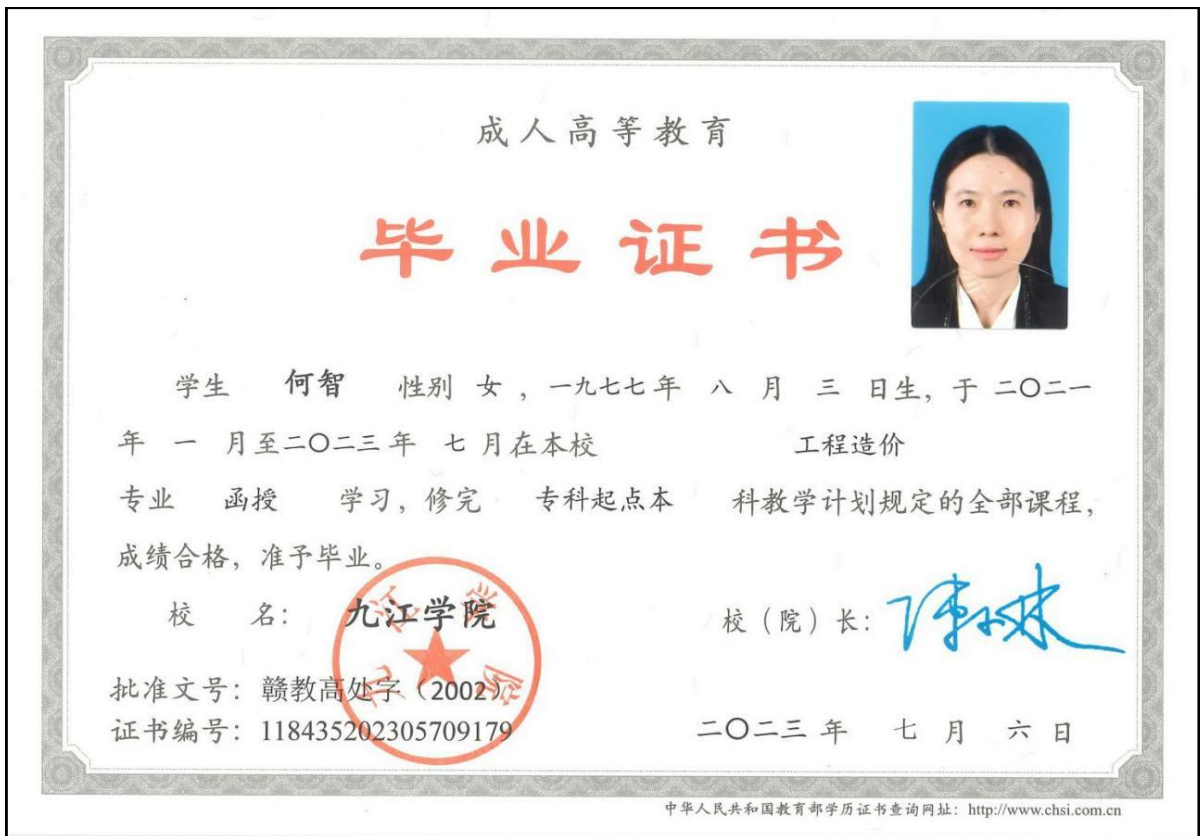 成人高等教育
毕业证书
学生 何智 性别 女 ，一九七七年 八 月 三 日生，于 二〇二一
年 一 月至二〇二三年 七 月在本校 工程造价
专业 函授 学习，修完 专科起点本 科教学计划规定的全部课程，
成绩合格，准予毕业。
校 名： 九江学院 校（院）长：
九江学院
批准文号：赣教高处字（2002）
证书编号：118435202305709179 二〇二三年 七 月 六 日
中华人民共和国教育部学历证书查询网址：http://www.chsi.com.cn